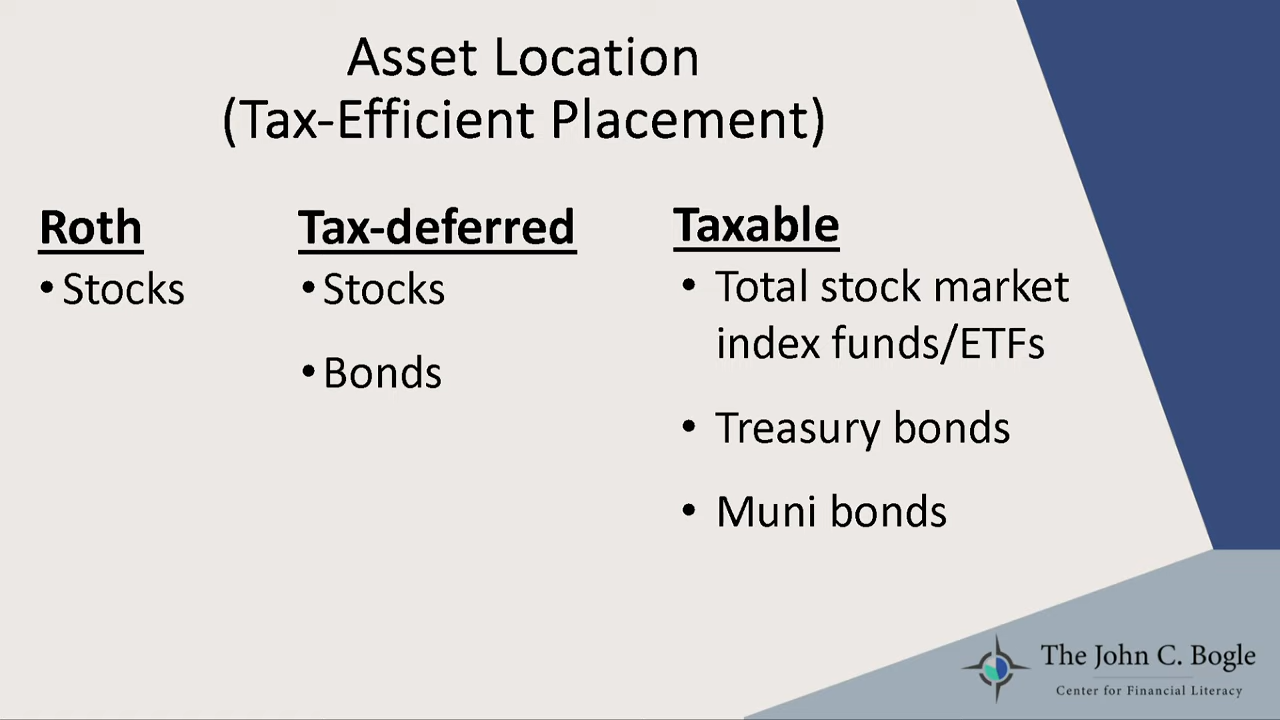 Asset Location
(Tax-Efficient Placement)
Roth
• Stocks
Tax-deferred
• Stocks
• Bonds
Taxable
• Total stock market
index funds/ETFs
• Treasury bonds
• Muni bonds
The John C. Bogle
Center for Financial Literacy